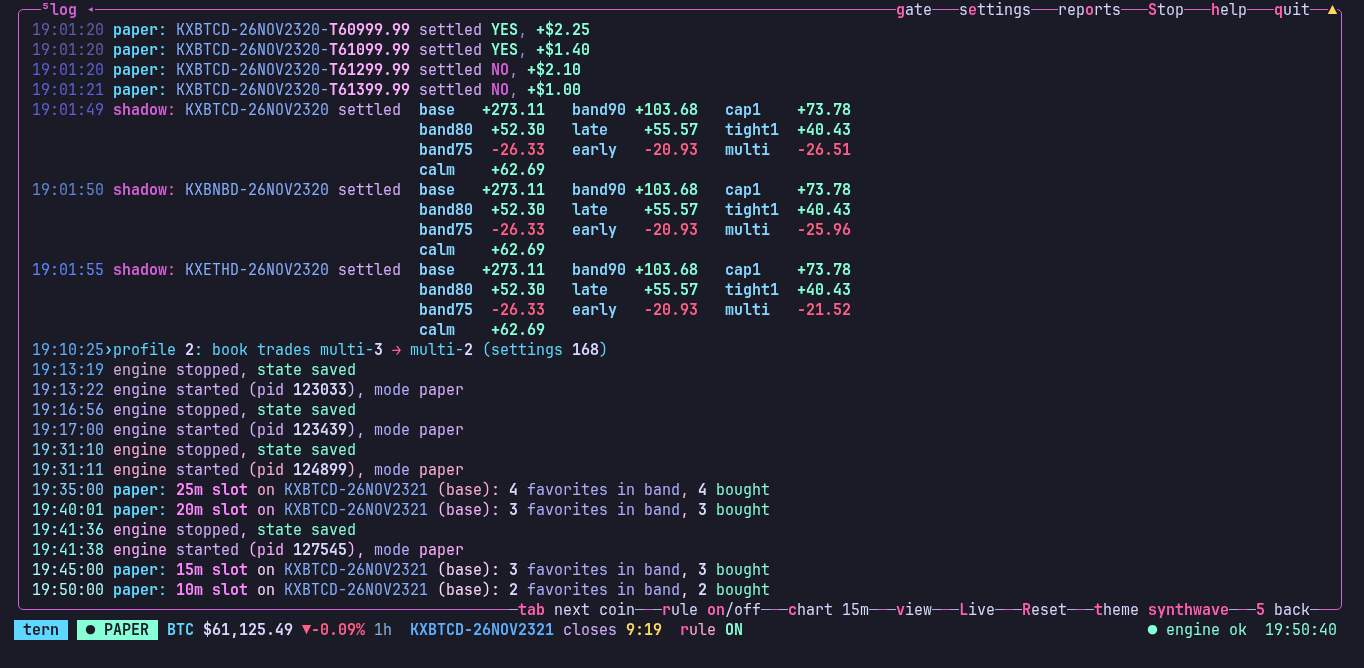 ⁵log ◂ gate settings reports Stop help quit ▲
19:01:20 paper: KXBTCD-26NOV2320-T60999.99 settled YES, +$2.25
19:01:20 paper: KXBTCD-26NOV2320-T61099.99 settled YES, +$1.40
19:01:20 paper: KXBTCD-26NOV2320-T61299.99 settled NO, +$2.10
19:01:21 paper: KXBTCD-26NOV2320-T61399.99 settled NO, +$1.00
19:01:49 shadow: KXBTCD-26NOV2320 settled base +273.11 band90 +103.68 cap1 +73.78
band80 +52.30 late +55.57 tight1 +40.43
band75 -26.33 early -20.93 multi -26.51
calm +62.69
19:01:50 shadow: KXBNBD-26NOV2320 settled base +273.11 band90 +103.68 cap1 +73.78
band80 +52.30 late +55.57 tight1 +40.43
band75 -26.33 early -20.93 multi -25.96
calm +62.69
19:01:55 shadow: KXETHD-26NOV2320 settled base +273.11 band90 +103.68 cap1 +73.78
band80 +52.30 late +55.57 tight1 +40.43
band75 -26.33 early -20.93 multi -21.52
calm +62.69
19:10:25›profile 2: book trades multi-3 → multi-2 (settings 168)
19:13:19 engine stopped, state saved
19:13:22 engine started (pid 123033), mode paper
19:16:56 engine stopped, state saved
19:17:00 engine started (pid 123439), mode paper
19:31:10 engine stopped, state saved
19:31:11 engine started (pid 124899), mode paper
19:35:00 paper: 25m slot on KXBTCD-26NOV2321 (base): 4 favorites in band, 4 bought
19:40:01 paper: 20m slot on KXBTCD-26NOV2321 (base): 3 favorites in band, 3 bought
19:41:36 engine stopped, state saved
19:41:38 engine started (pid 127545), mode paper
19:45:00 paper: 15m slot on KXBTCD-26NOV2321 (base): 3 favorites in band, 3 bought
19:50:00 paper: 10m slot on KXBTCD-26NOV2321 (base): 2 favorites in band, 2 bought
tab next coin rule on/off chart 15m view Live Reset theme synthwave 5 back
tern ● PAPER BTC $61,125.49 ▼-0.09% 1h KXBTCD-26NOV2321 closes 9:19 rule ON ● engine ok 19:50:40